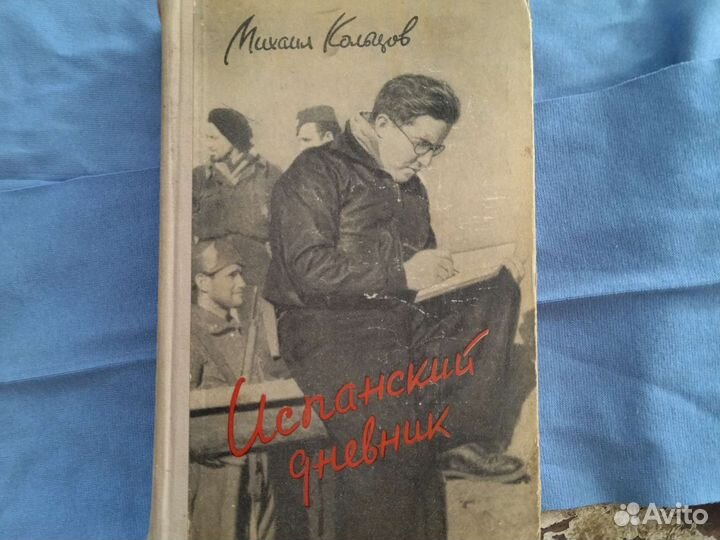 Михаил Кольцов
Испанский
дневник
Avito